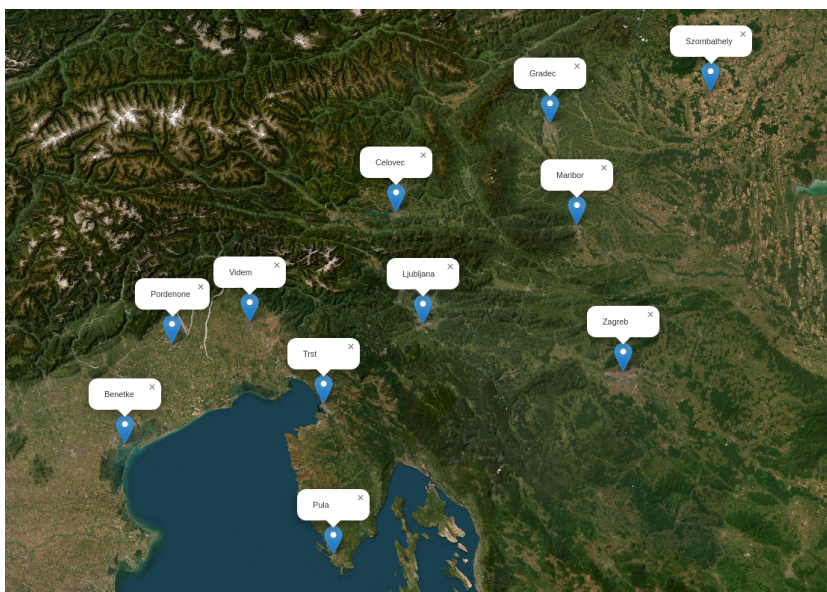 Szombathely
Gradec
Celovec
Maribor
Videm
Ljubljana
Pordenone
Zagreb
Trst
Benetke
Pula